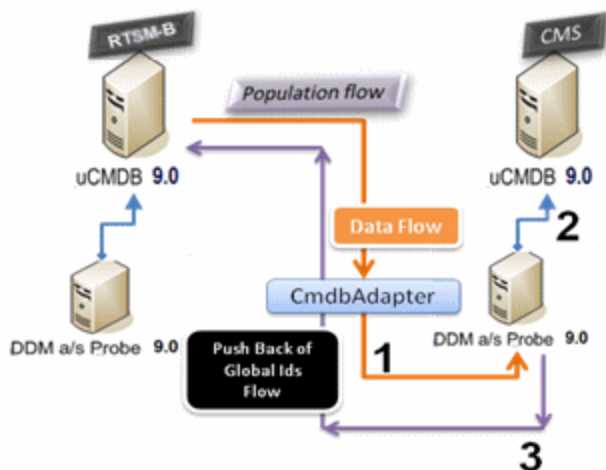 RTSM-B
CMS
Population flow
uCMDB 9.0
uCMDB 9.0
Data Flow
2
CmdbAdapter
DDM a/s Probe 9.0
DDM a/s Probe 9.0
Push Back of
Global Ids
Flow
1
3